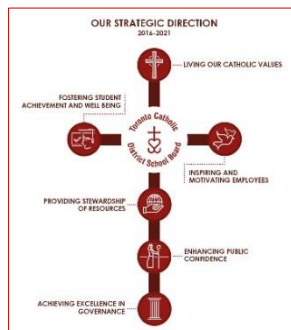 OUR STRATEGIC DIRECTION
2016-2021
LIVING OUR CATHOLIC VALUES
FOSTERING STUDENT
ACHIEVEMENT AND WELL BEING
Toronto Catholic
District School Board
INSPIRING AND
MOTIVATING EMPLOYEES
PROVIDING STEWARDSHIP
OF RESOURCES
ENHANCING PUBLIC
CONFIDENCE
ACHIEVING EXCELLENCE IN
GOVERNANCE